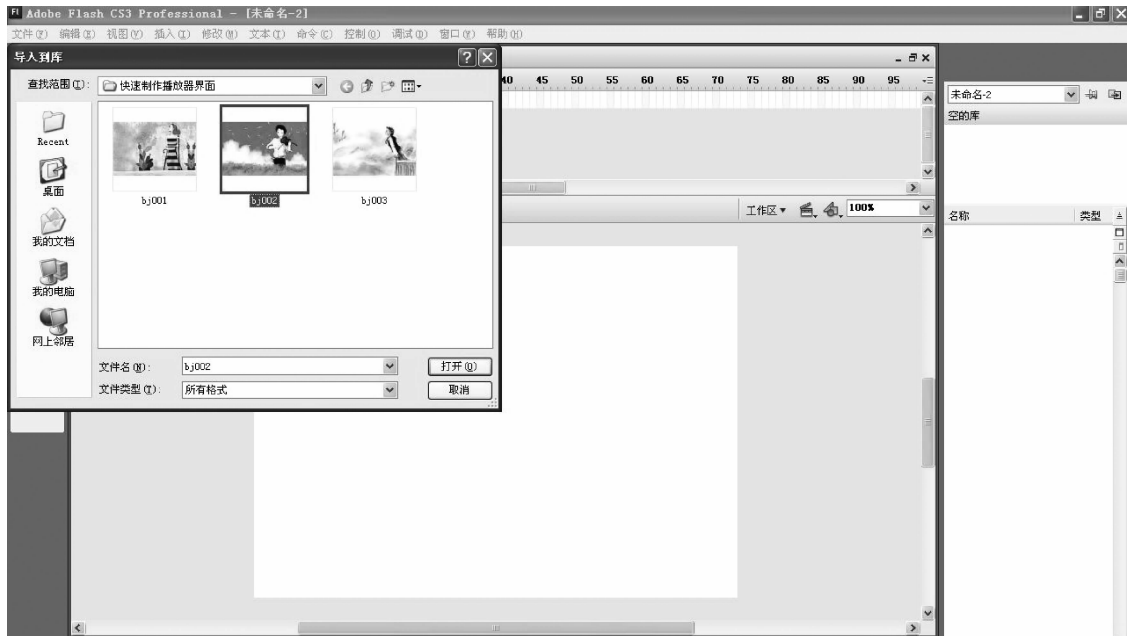 Fl Adobe Flash CS3 Professional - [未命名-2]
文件(F) 编辑(E) 视图(V) 插入(I) 修改(M) 文本(T) 命令(C) 控制(O) 调试(D) 窗口(W) 帮助(H)
导入到库
查找范围(I): 快速制作播放器界面
Recent
桌面
我的文档
我的电脑
网上邻居
bj001 bj002 bj003
文件名(N): bj002 打开(O)
文件类型(T): 所有格式 取消
40 45 50 55 60 65 70 75 80 85 90 95
工作区 100%
未命名-2
空的库
名称 类型